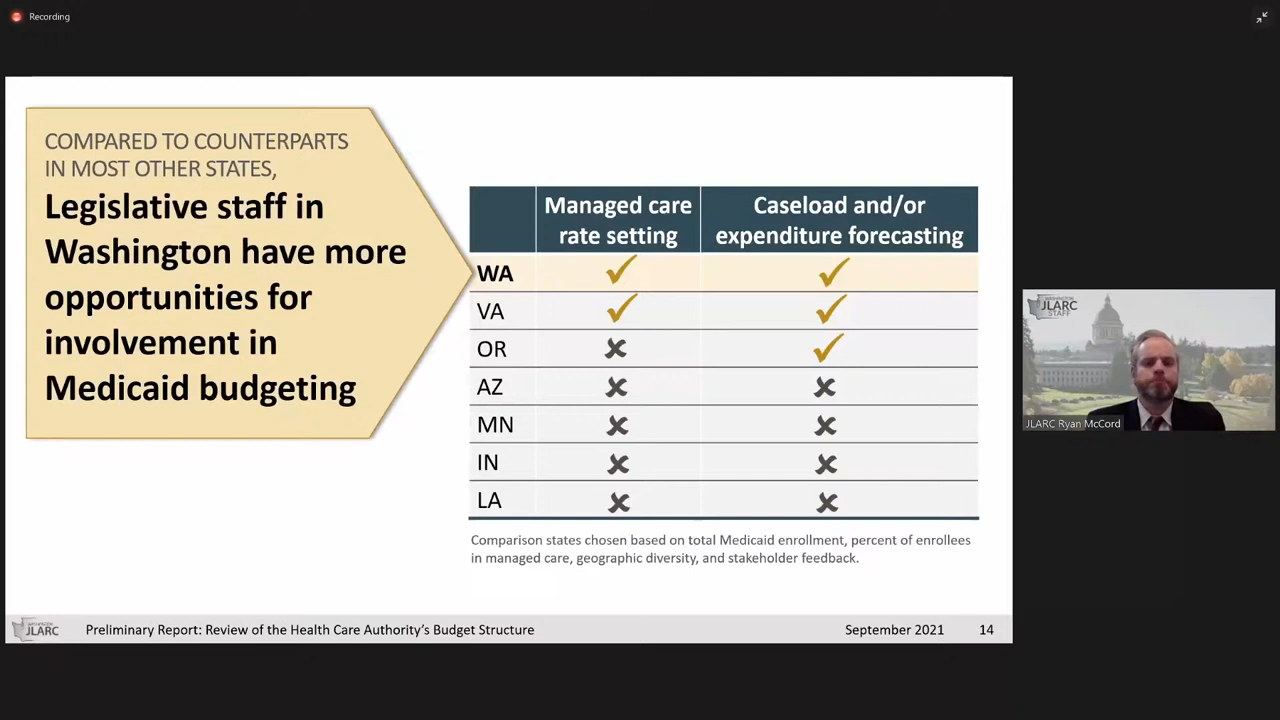 Recording
COMPARED TO COUNTERPARTS
IN MOST OTHER STATES,
Legislative staff in
Washington have more
opportunities for
involvement in
Medicaid budgeting
Managed care
rate setting
Caseload and/or
expenditure forecasting
WA
VA
OR
AZ
MN
IN
LA
Comparison states chosen based on total Medicaid enrollment, percent of enrollees
in managed care, geographic diversity, and stakeholder feedback.
WASHINGTON
JLARC
STAFF
JLARC Ryan McCord
JLARC
Preliminary Report: Review of the Health Care Authority's Budget Structure
September 2021
14